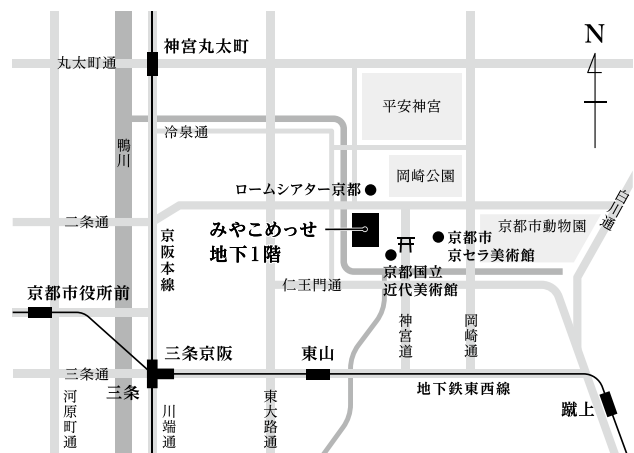 神宮丸太町
N
丸太町通
平安神宮
冷泉通
鴨川
岡崎公園
ロームシアター京都
白川通
二条通
みやこめっせ
地下1階
京都市動物園
京都市
京セラ美術館
京阪本線
京都国立
近代美術館
仁王門通
京都市役所前
神宮道
岡崎通
三条京阪
東山
三条通
三条
地下鉄東西線
蹴上
河原町通
川端通
東大路通